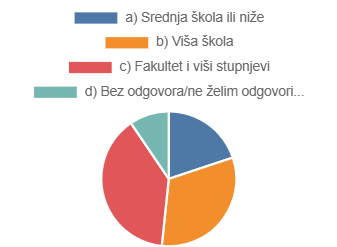 a) Srednja škola ili niže
b) Viša škola
c) Fakultet i viši stupnjevi
d) Bez odgovora/ne želim odgovori...